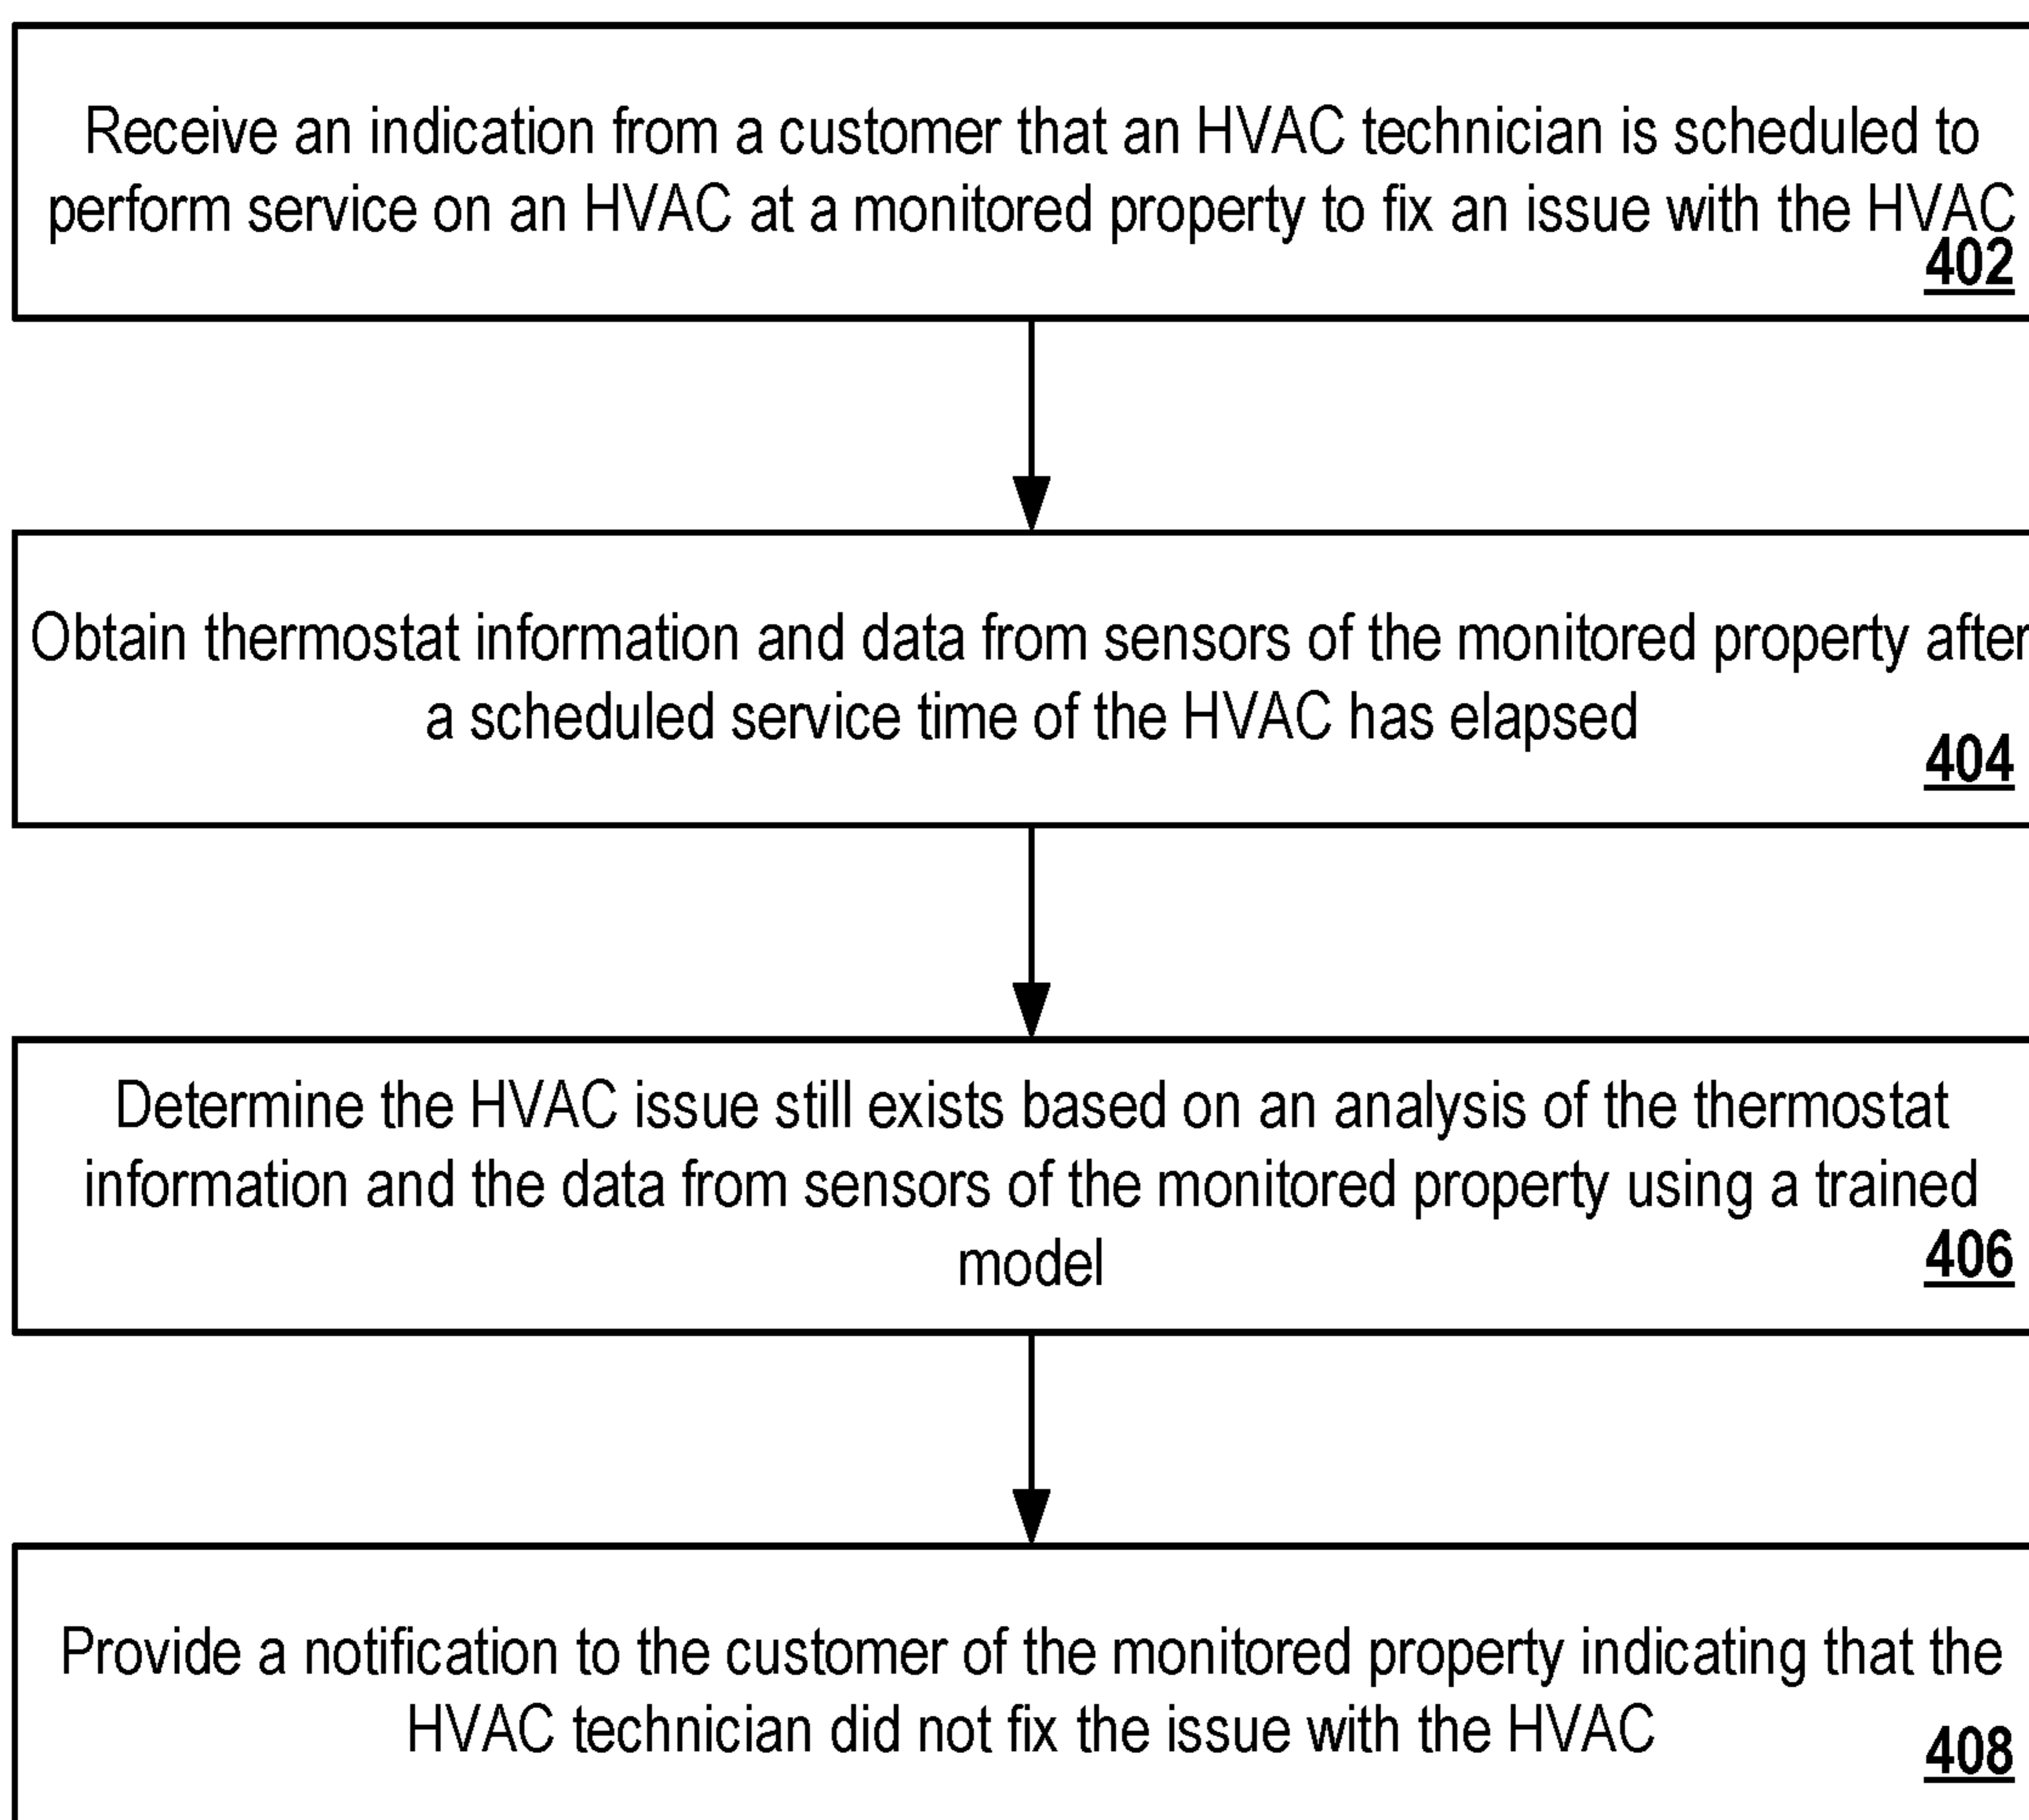 Receive an indication from a customer that an HVAC technician is scheduled to
perform service on an HVAC at a monitored property to fix an issue with the HVAC
402
Obtain thermostat information and data from sensors of the monitored property after
a scheduled service time of the HVAC has elapsed
404
Determine the HVAC issue still exists based on an analysis of the thermostat
information and the data from sensors of the monitored property using a trained
model
406
Provide a notification to the customer of the monitored property indicating that the
HVAC technician did not fix the issue with the HVAC
408